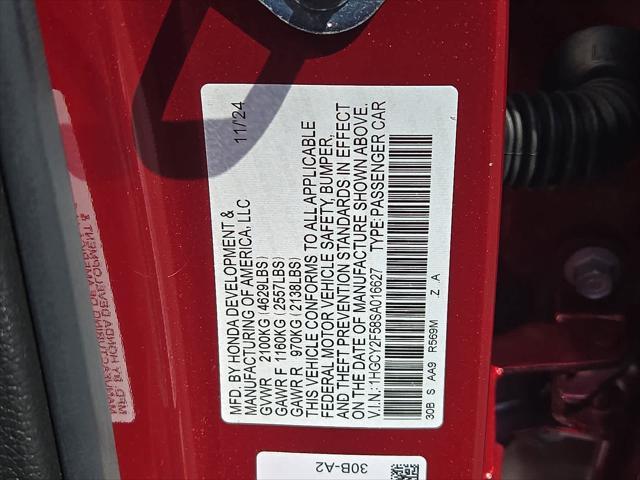 MFD. BY HONDA DEVELOPMENT & 11/24
MANUFACTURING OF AMERICA, LLC
GVWR 2100KG (4629LBS)
GAWR F 1160KG (2557LBS)
GAWR R 970KG (2138LBS)
THIS VEHICLE CONFORMS TO ALL APPLICABLE
FEDERAL MOTOR VEHICLE SAFETY, BUMPER,
AND THEFT PREVENTION STANDARDS IN EFFECT
ON THE DATE OF MANUFACTURE SHOWN ABOVE.
V.I.N.: 1HGCY2F58SA016627 TYPE: PASSENGER CAR
30B S AA9 R569M Z A
30B-A2